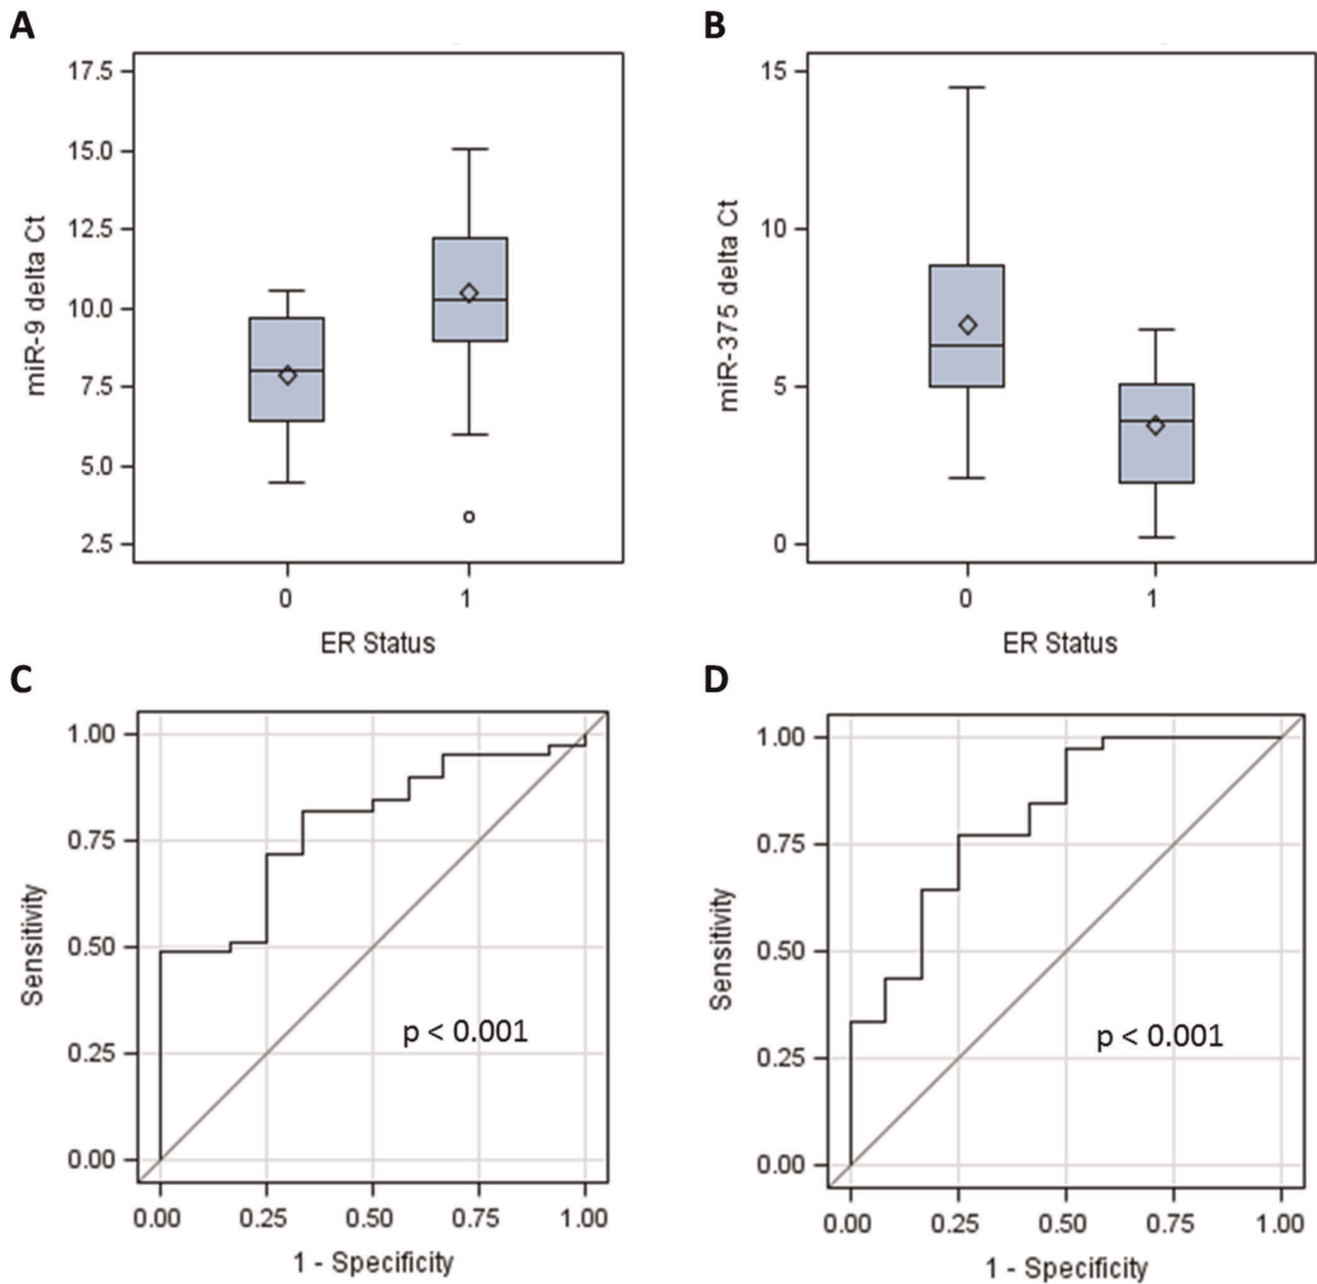 A
17.5
15.0
12.5
10.0
7.5
5.0
2.5
miR-9 delta Ct
0 1
ER Status
B
15
10
5
0
miR-375 delta Ct
0 1
ER Status
C
1.00
0.75
0.50
0.25
0.00
Sensitivity
p < 0.001
0.00 0.25 0.50 0.75 1.00
1 - Specificity
D
1.00
0.75
0.50
0.25
0.00
Sensitivity
p < 0.001
0.00 0.25 0.50 0.75 1.00
1 - Specificity